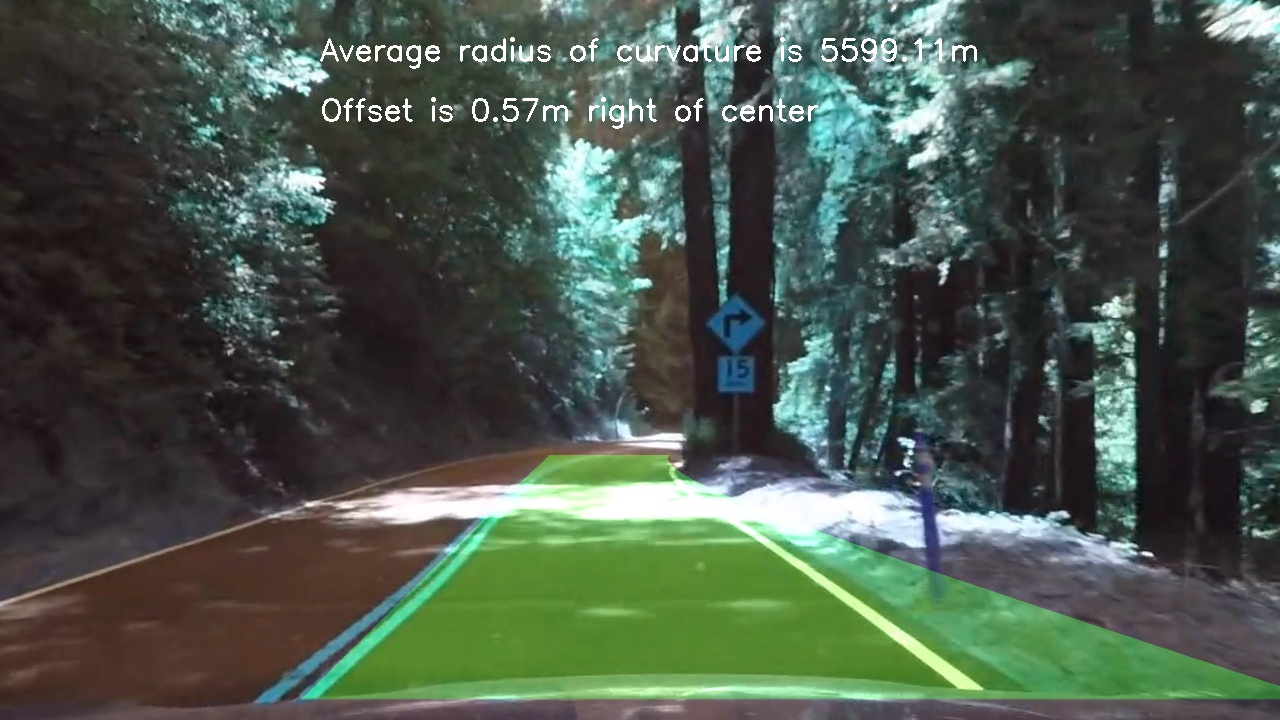 Average radius of curvature is 5599.11m
Offset is 0.57m right of center
15